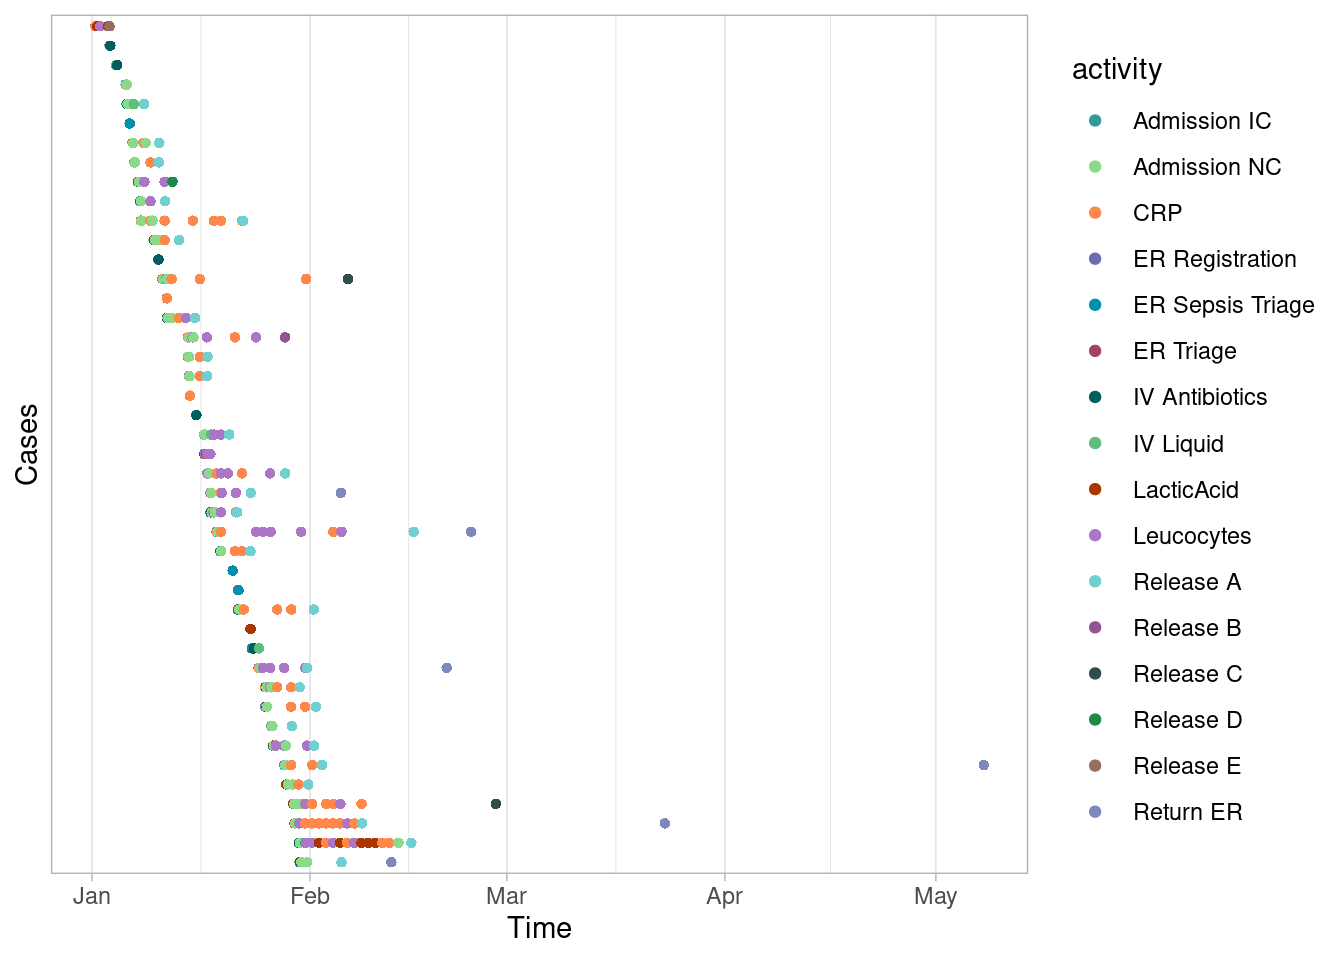 activity
Admission IC
Admission NC
CRP
ER Registration
ER Sepsis Triage
ER Triage
IV Antibiotics
IV Liquid
LacticAcid
Leucocytes
Release A
Release B
Release C
Release D
Release E
Return ER
Cases
Jan Feb Mar Apr May
Time